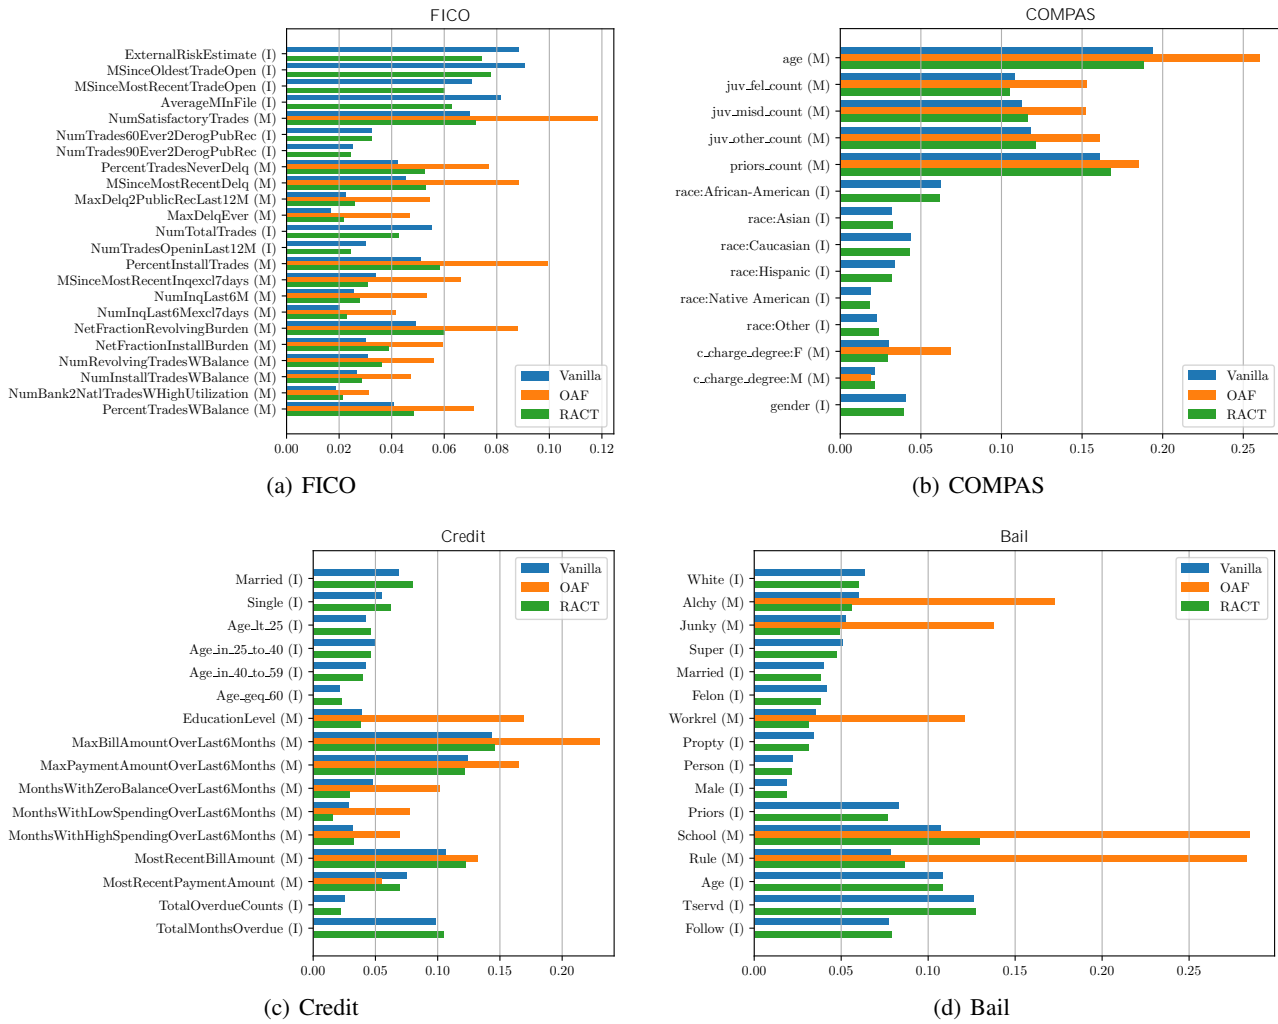 FICO
ExternalRiskEstimate (I)
MSinceOldestTradeOpen (I)
MSinceMostRecentTradeOpen (I)
AverageMInFile (I)
NumSatisfactoryTrades (M)
NumTrades60Ever2DerogPubRec (I)
NumTrades90Ever2DerogPubRec (I)
PercentTradesNeverDelq (M)
MSinceMostRecentDelq (M)
MaxDelq2PublicRecLast12M (M)
MaxDelqEver (M)
NumTotalTrades (I)
NumTradesOpeninLast12M (I)
PercentInstallTrades (M)
MSinceMostRecentInqexcl7days (M)
NumInqLast6M (M)
NumInqLast6Mexcl7days (M)
NetFractionRevolvingBurden (M)
NetFractionInstallBurden (M)
NumRevolvingTradesWBalance (M)
NumInstallTradesWBalance (M)
NumBank2NatlTradesWHighUtilization (M)
PercentTradesWBalance (M)
Vanilla
OAF
RACT
0.00 0.02 0.04 0.06 0.08 0.10 0.12
(a) FICO
COMPAS
age (M)
juv_fel_count (M)
juv_misd_count (M)
juv_other_count (M)
priors_count (M)
race:African-American (I)
race:Asian (I)
race:Caucasian (I)
race:Hispanic (I)
race:Native American (I)
race:Other (I)
c_charge_degree:F (M)
c_charge_degree:M (M)
gender (I)
Vanilla
OAF
RACT
0.00 0.05 0.10 0.15 0.20 0.25
(b) COMPAS
Credit
Married (I)
Single (I)
Age_lt_25 (I)
Age_in_25_to_40 (I)
Age_in_40_to_59 (I)
Age_geq_60 (I)
EducationLevel (M)
MaxBillAmountOverLast6Months (M)
MaxPaymentAmountOverLast6Months (M)
MonthsWithZeroBalanceOverLast6Months (M)
MonthsWithLowSpendingOverLast6Months (M)
MonthsWithHighSpendingOverLast6Months (M)
MostRecentBillAmount (M)
MostRecentPaymentAmount (M)
TotalOverdueCounts (I)
TotalMonthsOverdue (I)
Vanilla
OAF
RACT
0.00 0.05 0.10 0.15 0.20
(c) Credit
Bail
White (I)
Alchy (M)
Junky (M)
Super (I)
Married (I)
Felon (I)
Workrel (M)
Propty (I)
Person (I)
Male (I)
Priors (I)
School (M)
Rule (M)
Age (I)
Tservd (I)
Follow (I)
Vanilla
OAF
RACT
0.00 0.05 0.10 0.15 0.20 0.25
(d) Bail